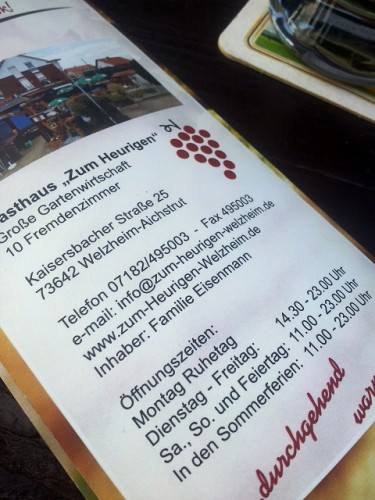 Gasthaus „Zum Heurigen“
Große Gartenwirtschaft
10 Fremdenzimmer
Kaisersbacher Straße 25
73642 Welzheim-Aichstrut
Telefon 07182/495003 - Fax 495003
e-mail: info@zum-heurigen-welzheim.de
www.zum-Heurigen-Welzheim.de
Inhaber: Familie Eisenmann
Öffnungszeiten:
Montag Ruhetag
Dienstag - Freitag: 14.30 - 23.00 Uhr
Sa., So. und Feiertag: 11.00 - 23.00 Uhr
In den Sommerferien: 11.00 - 23.00 Uhr
durchgehend